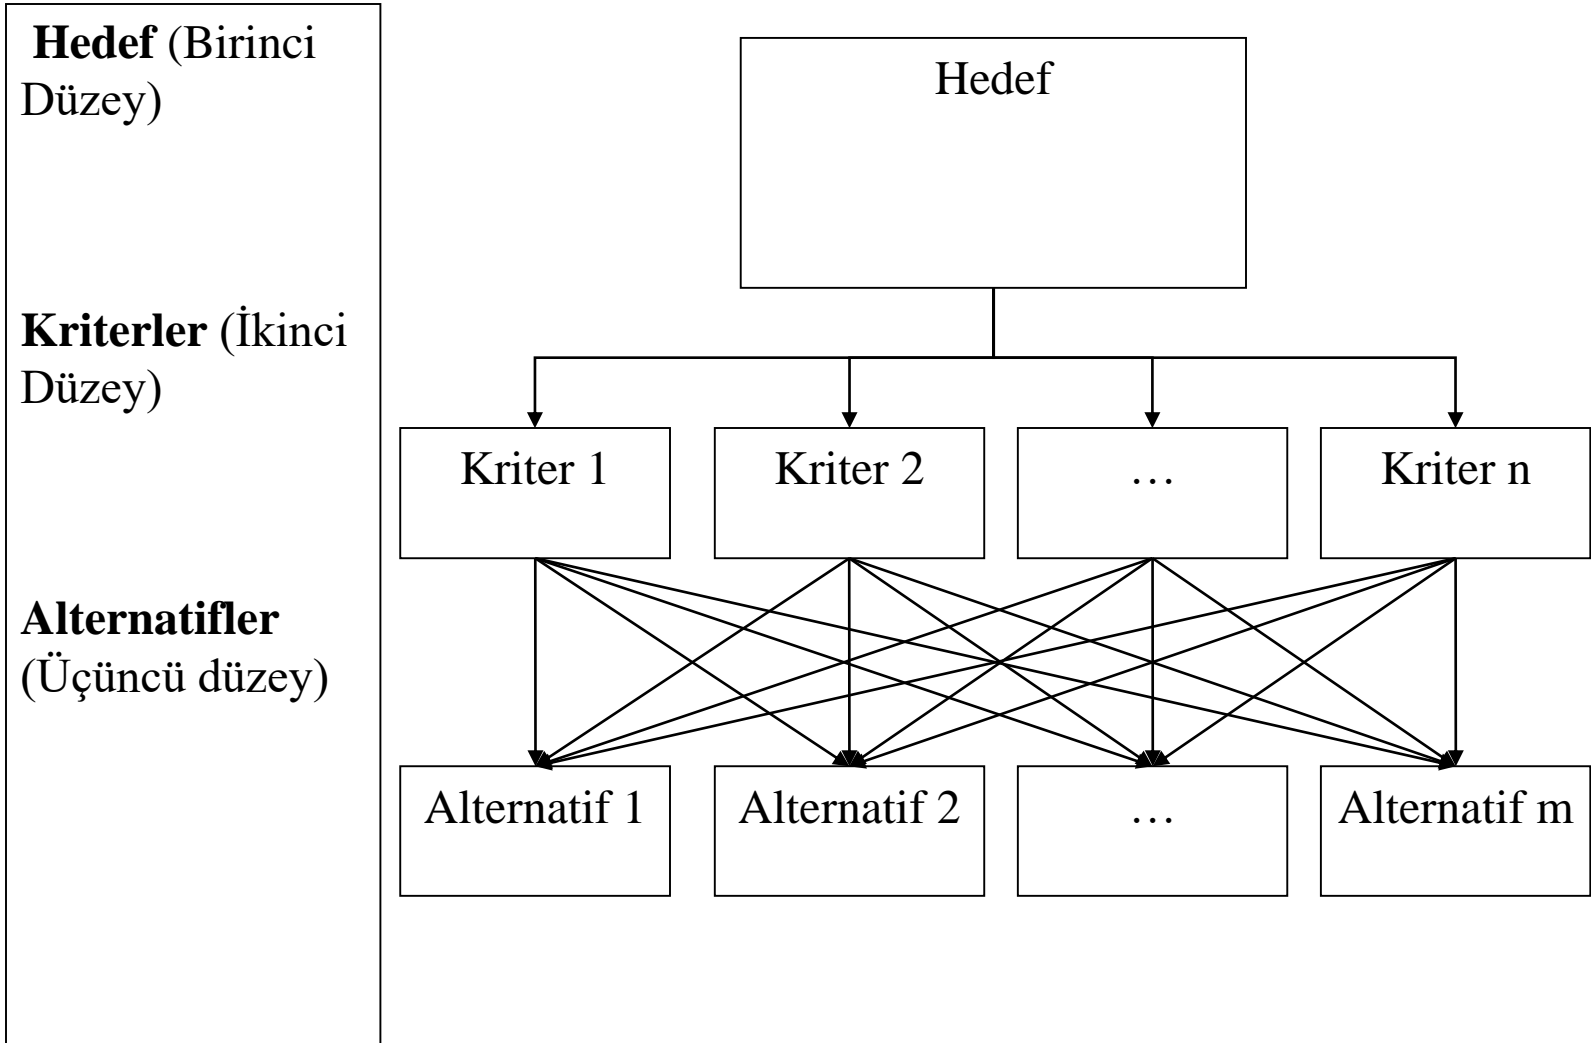 Hedef (Birinci
Düzey)
Hedef
Kriterler (İkinci
Düzey)
Kriter 1
Kriter 2
…
Kriter n
Alternatifler
(Üçüncü düzey)
Alternatif 1
Alternatif 2
…
Alternatif m